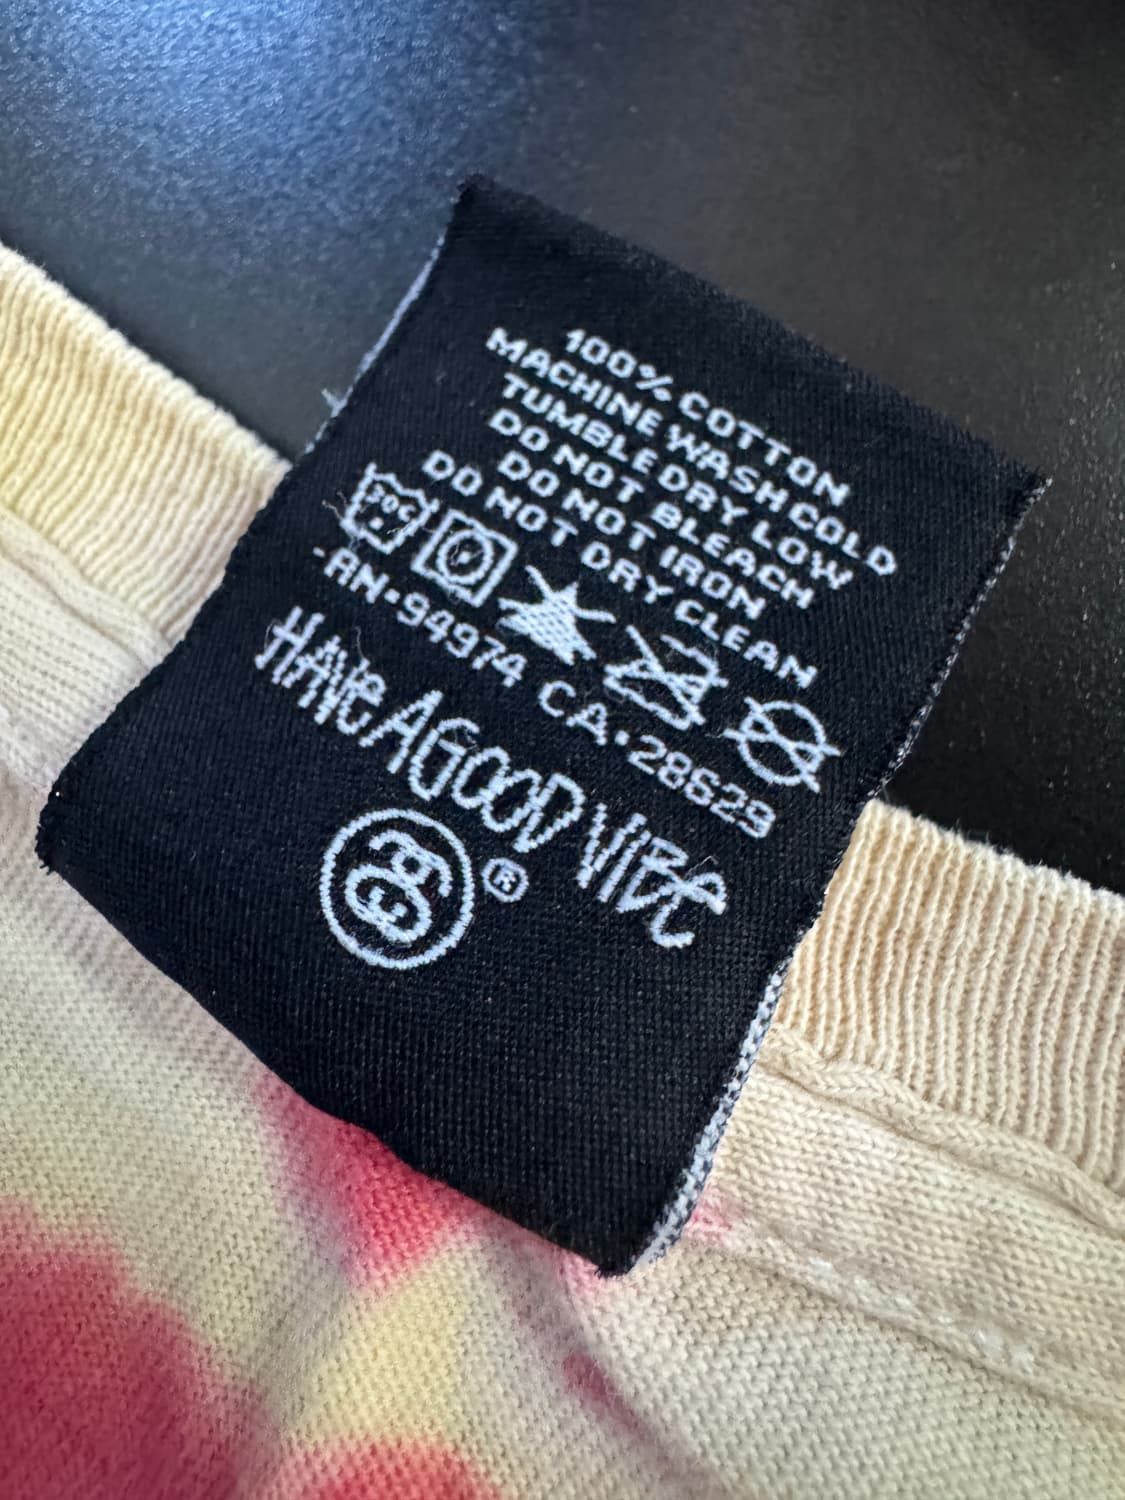 100% COTTON
MACHINE WASH COLD
TUMBLE DRY LOW
DO NOT BLEACH
DO NOT IRON
DO NOT DRY CLEAN
30C
RN•94974 CA•28629
HAVE A GOOD VIBE
®